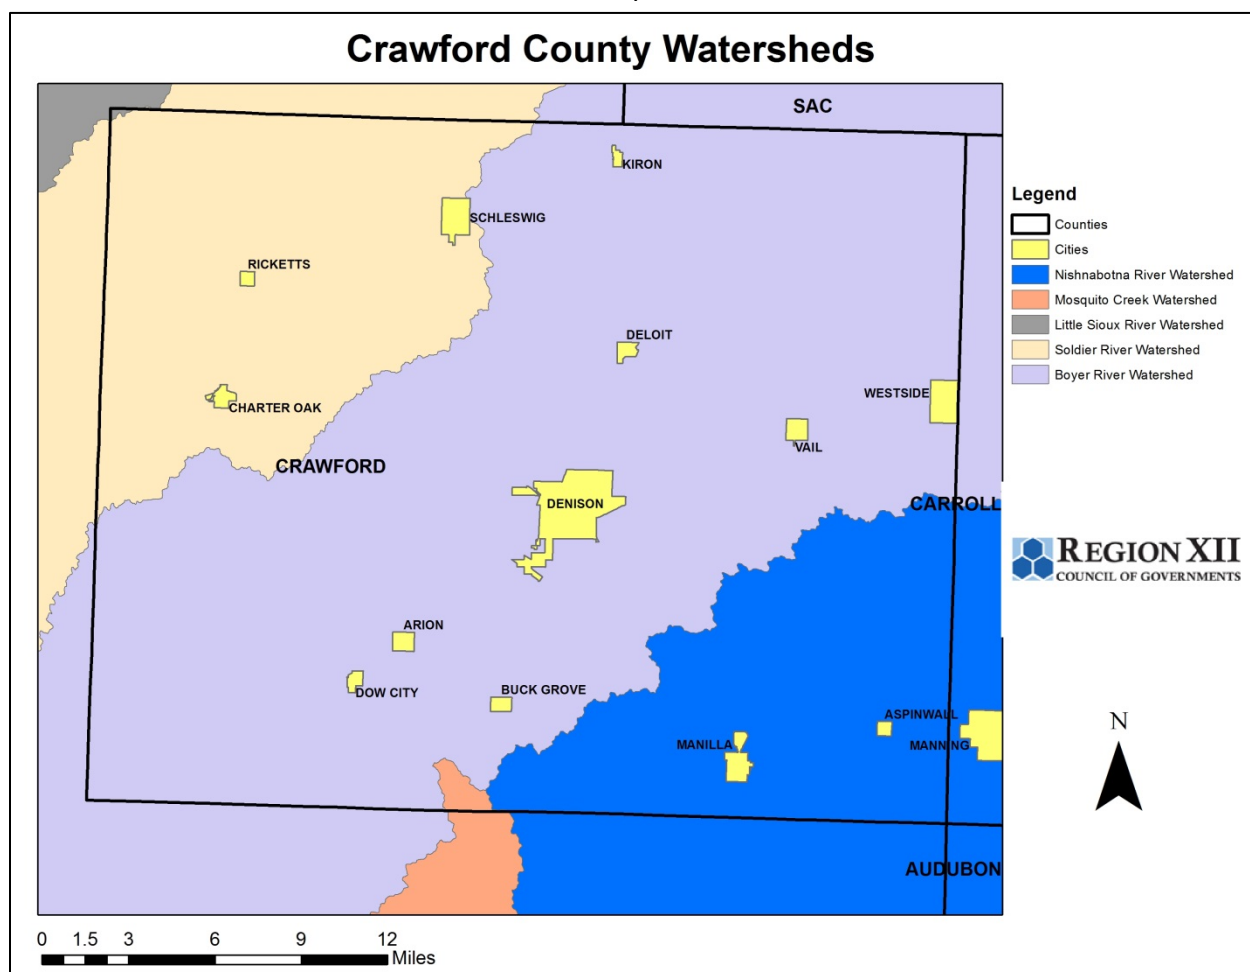 Crawford County Watersheds
SAC
KIRON
SCHLESWIG
RICKETTS
DELOIT
WESTSIDE
CHARTER OAK
VAIL
CRAWFORD
DENISON
CARROLL
ARION
DOW CITY
BUCK GROVE
ASPINWALL
MANILLA
MANNING
AUDUBON
Legend
Counties
Cities
Nishnabotna River Watershed
Mosquito Creek Watershed
Little Sioux River Watershed
Soldier River Watershed
Boyer River Watershed
REGION XII
COUNCIL OF GOVERNMENTS
N
0 1.5 3 6 9 12
Miles